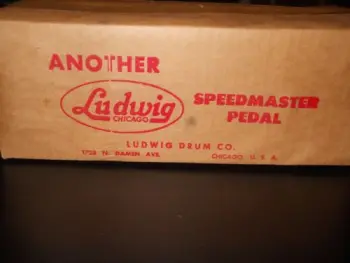 ANOTHER
Ludwig
CHICAGO
SPEEDMASTER
PEDAL
LUDWIG DRUM CO.
1728 N. DAMEN AVE.
CHICAGO, U. S. A.